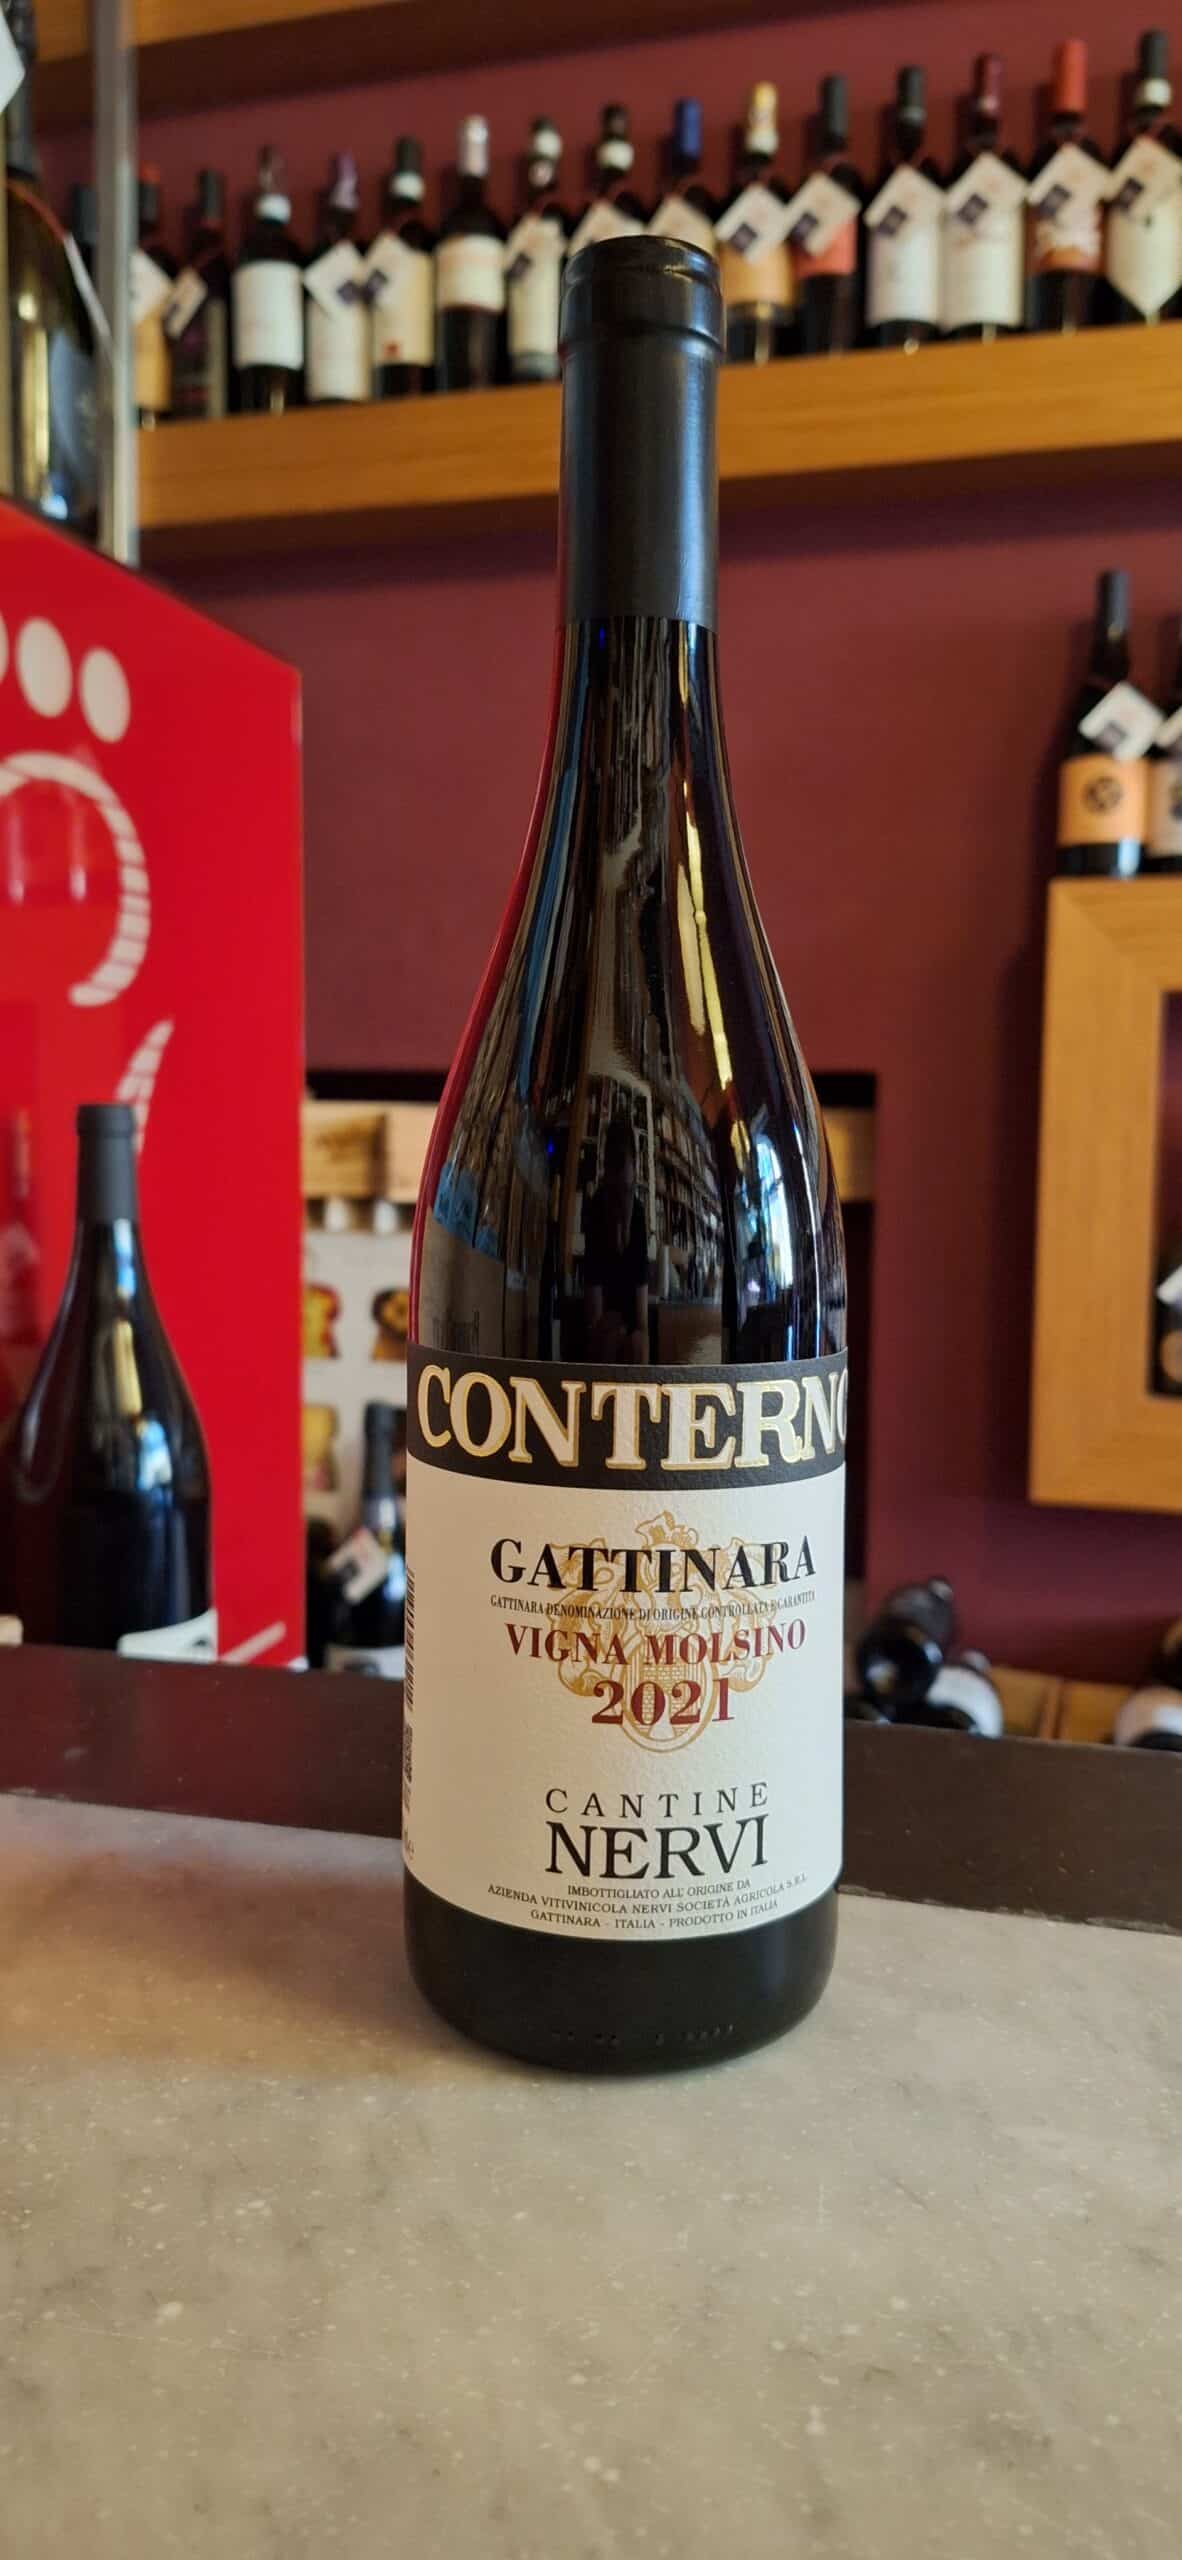 CONTERNO
GATTINARA
GATTINARA DENOMINAZIONE DI ORIGINE CONTROLLATA E GARANTITA
VIGNA MOLSINO
2021
CANTINE
NERVI
IMBOTTIGLIATO ALL' ORIGINE DA
AZIENDA VITIVINICOLA NERVI SOCIETÀ AGRICOLA S.R.L.
GATTINARA - ITALIA - PRODOTTO IN ITALIA